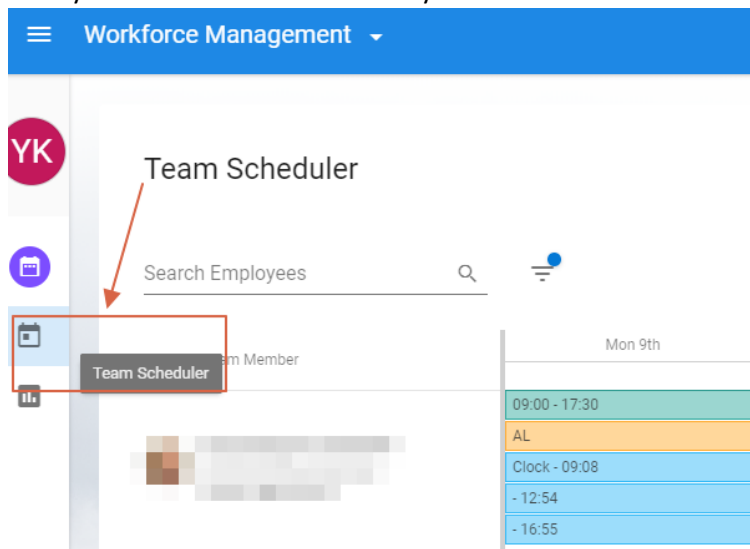 Workforce Management
YK
Team Scheduler
Search Employees
Mon 9th
Member
Team Scheduler
09:00 - 17:30
AL
Clock - 09:08
- 12:54
- 16:55